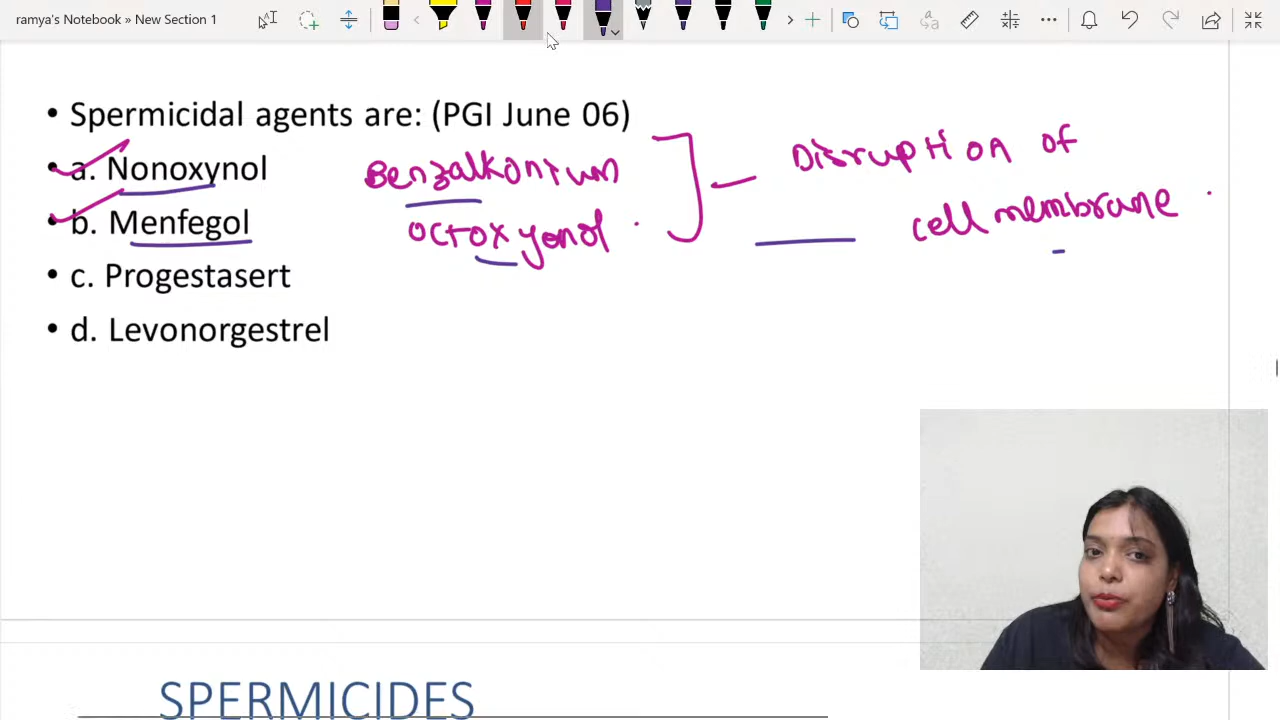 ramya's Notebook » New Section 1
• Spermicidal agents are: (PGI June 06)
• a. Nonoxynol
• b. Menfegol
• c. Progestasert
• d. Levonorgestrel
Benzalkonium
octoxyonol
Disruption of
cell membrane
SPERMICIDES